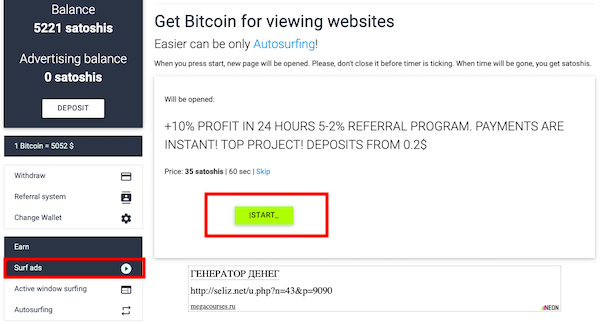 Balance
5221 satoshis
Advertising balance
0 satoshis
DEPOSIT
1 Bitcoin = 5052 $
Withdraw
Referral system
Change Wallet
Earn
Surf ads
Active window surfing
Autosurfing
Get Bitcoin for viewing websites
Easier can be only Autosurfing!
When you press start, new page will be opened. Please, don't close it before timer is ticking. When time will be gone, you get satoshis.
Will be opened:
+10% PROFIT IN 24 HOURS 5-2% REFERRAL PROGRAM. PAYMENTS ARE
INSTANT! TOP PROJECT! DEPOSITS FROM 0.2$
Price: 35 satoshis | 60 sec | Skip
|START_
ГЕНЕРАТОР ДЕНЕГ
http://seliz.net/u.php?n=43&p=9090
megacourses.ru
NEON